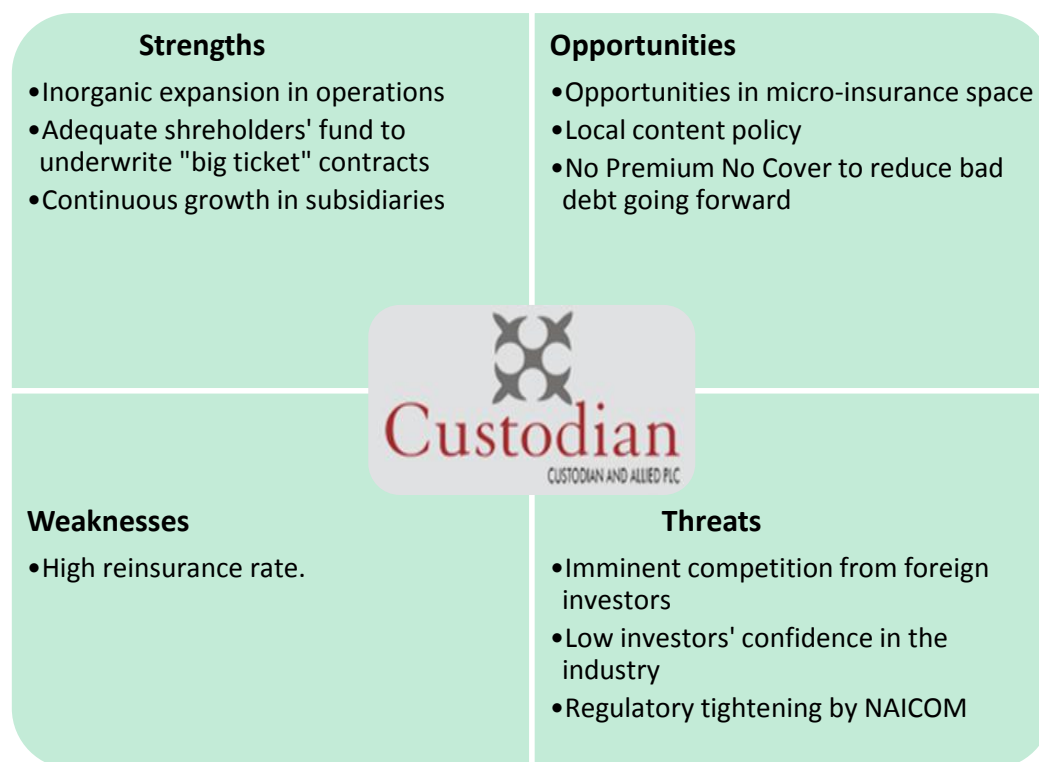 Strengths
•Inorganic expansion in operations
•Adequate shreholders' fund to
underwrite "big ticket" contracts
•Continuous growth in subsidiaries
Opportunities
•Opportunities in micro-insurance space
•Local content policy
•No Premium No Cover to reduce bad
debt going forward
Custodian
CUSTODIAN AND ALLIED PLC
Weaknesses
•High reinsurance rate.
Threats
•Imminent competition from foreign
investors
•Low investors' confidence in the
industry
•Regulatory tightening by NAICOM